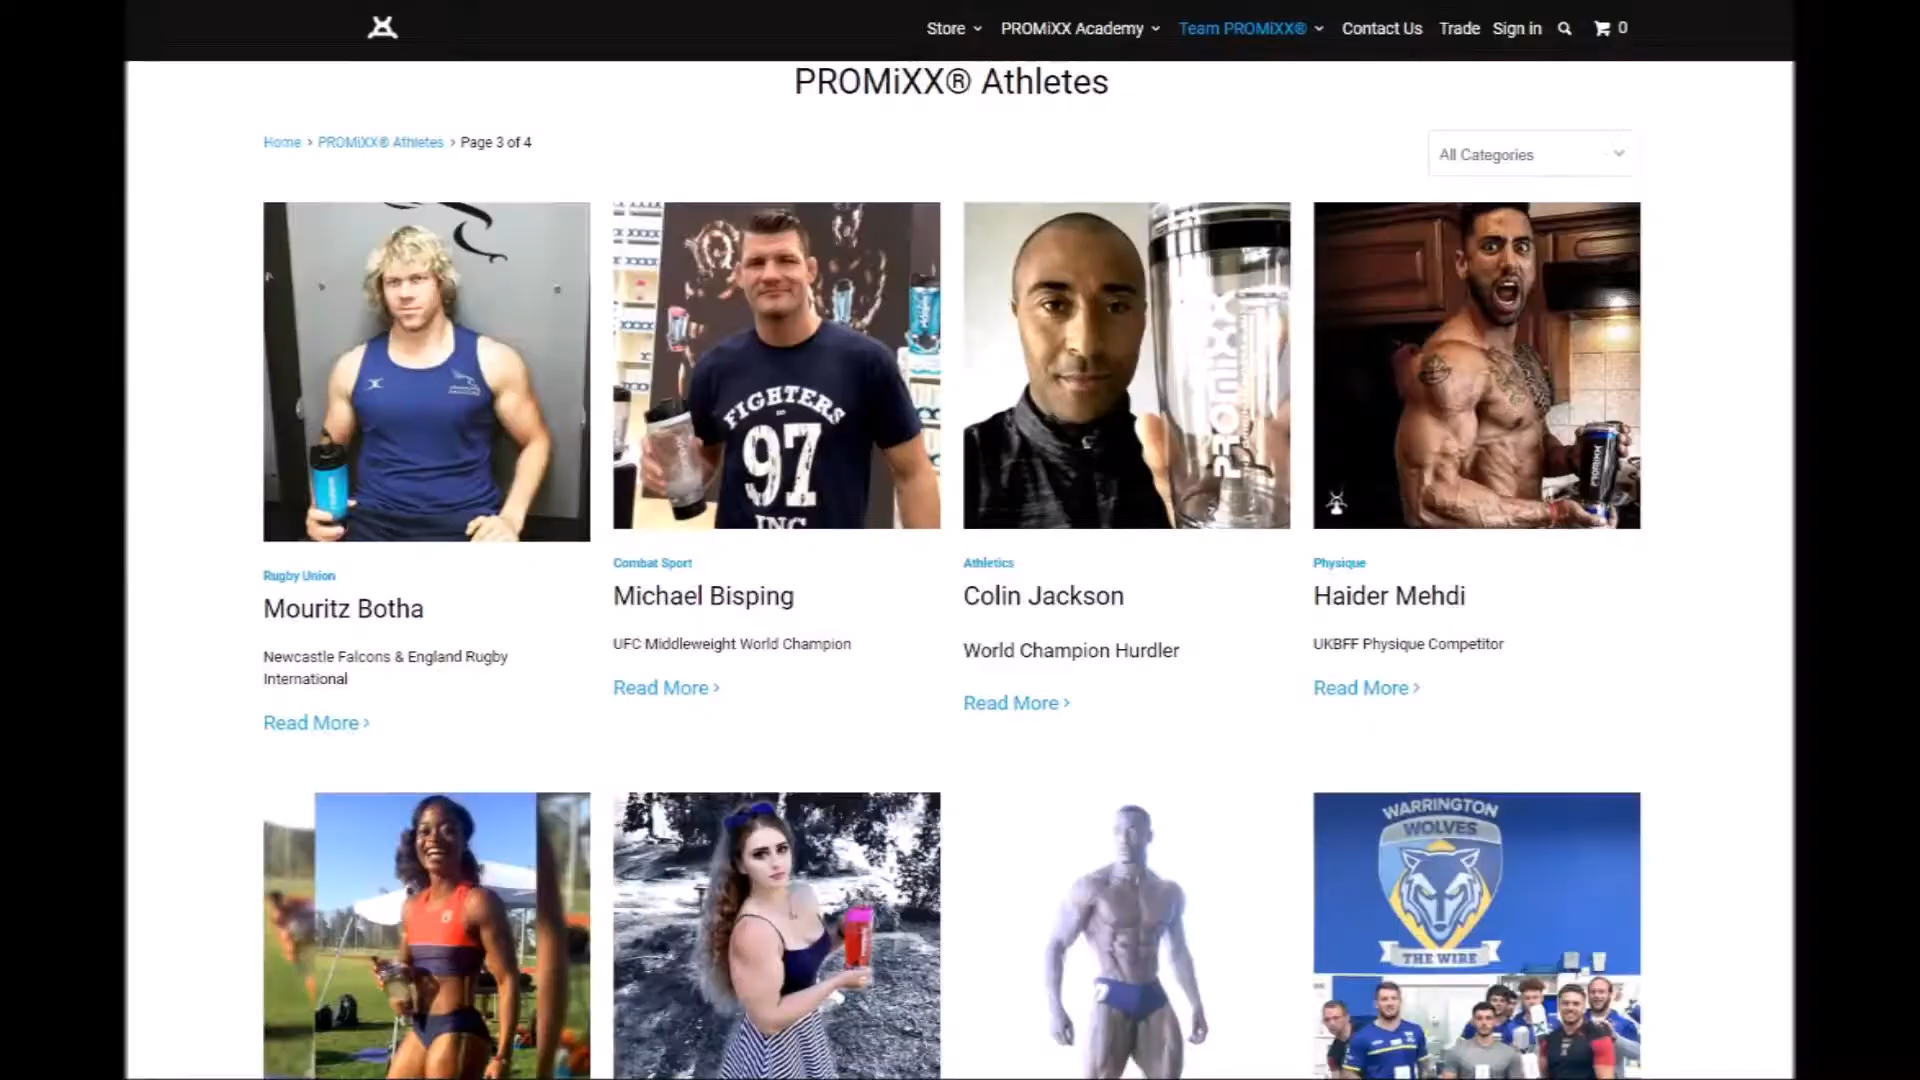 Store PROMiXX Academy Team PROMiXX® Contact Us Trade Sign in 0
PROMiXX® Athletes
Home > PROMiXX® Athletes > Page 3 of 4
All Categories
FIGHTERS
97
INC
PROMiXX
PROMiXX
Rugby Union
Mouritz Botha
Newcastle Falcons & England Rugby
International
Read More >
Combat Sport
Michael Bisping
UFC Middleweight World Champion
Read More >
Athletics
Colin Jackson
World Champion Hurdler
Read More >
Physique
Haider Mehdi
UKBFF Physique Competitor
Read More >
WARRINGTON
WOLVES
THE WIRE